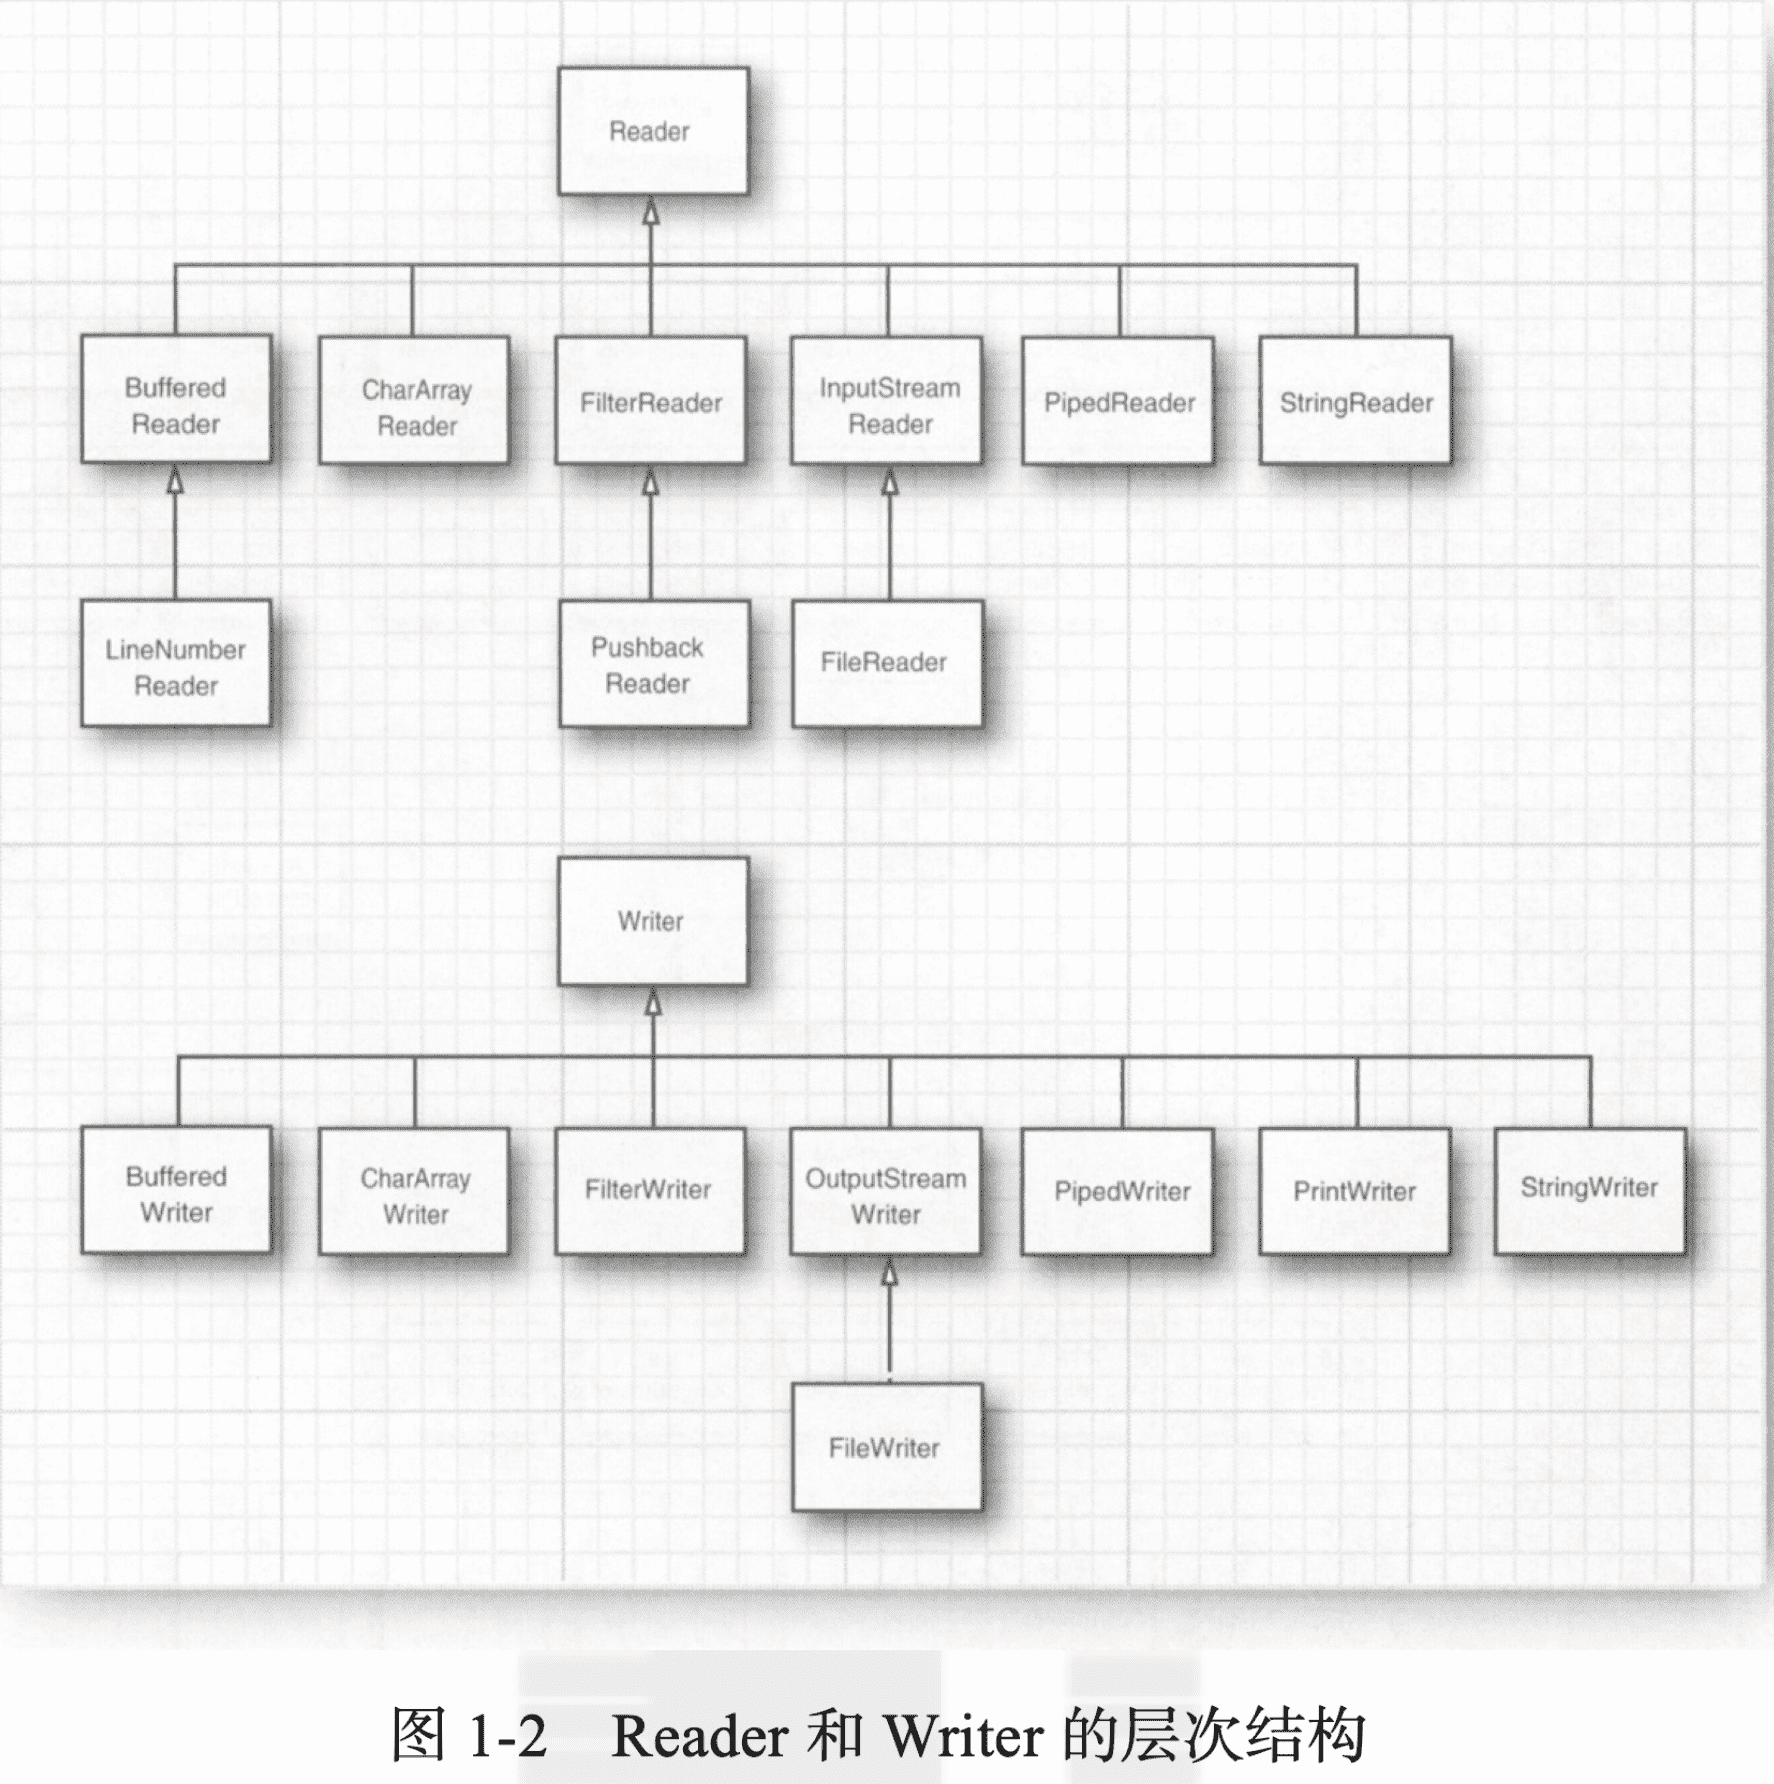 Reader
Buffered
Reader
CharArray
Reader
FilterReader
InputStream
Reader
PipedReader
StringReader
LineNumber
Reader
Pushback
Reader
FileReader
Writer
Buffered
Writer
CharArray
Writer
FilterWriter
OutputStream
Writer
PipedWriter
PrintWriter
StringWriter
FileWriter
图 1-2 Reader 和 Writer 的层次结构